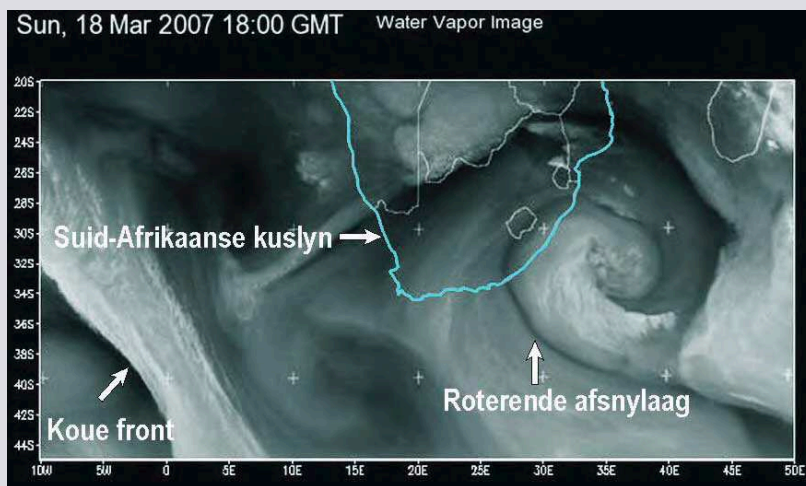 Sun, 18 Mar 2007 18:00 GMT Water Vapor Image
20S
22S
24S
26S
28S
30S
32S
34S
36S
38S
40S
42S
44S
Suid-Afrikaanse kuslyn
Roterende afsnylaag
Koue front
10W 5W 0 5E 10E 15E 20E 25E 30E 35E 40E 45E 50E